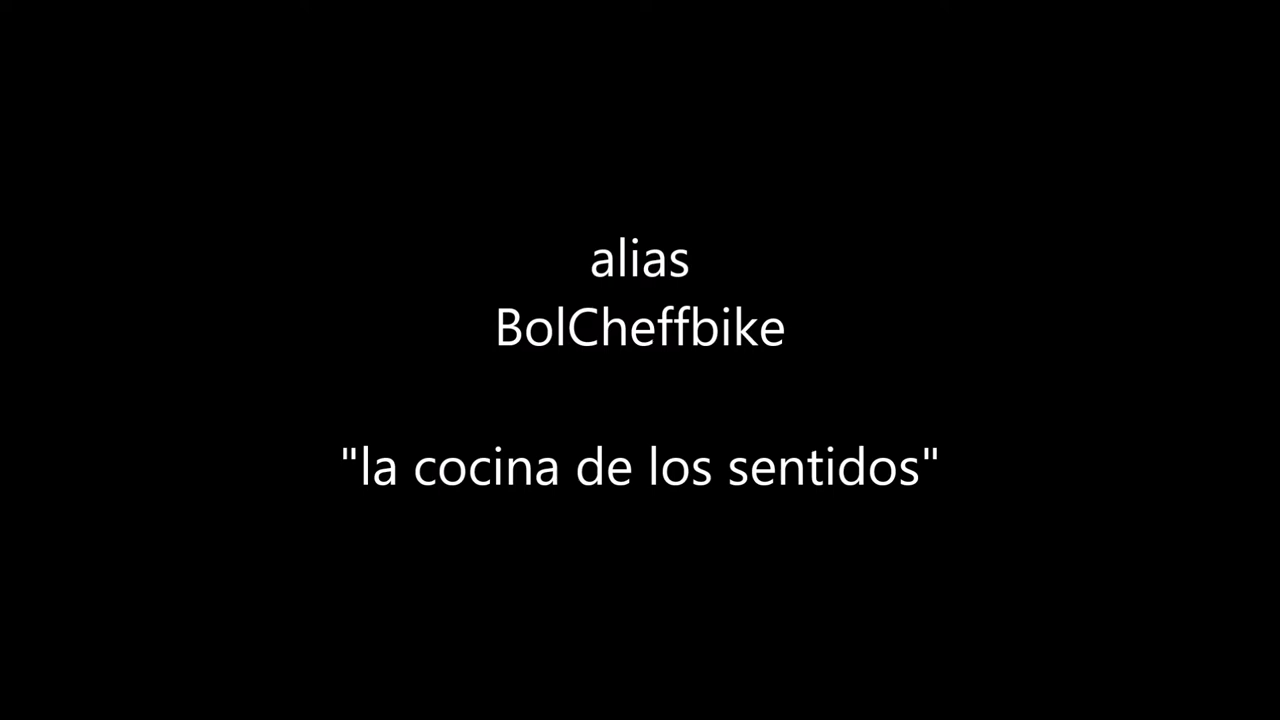 alias
BolCheffbike
"la cocina de los sentidos"